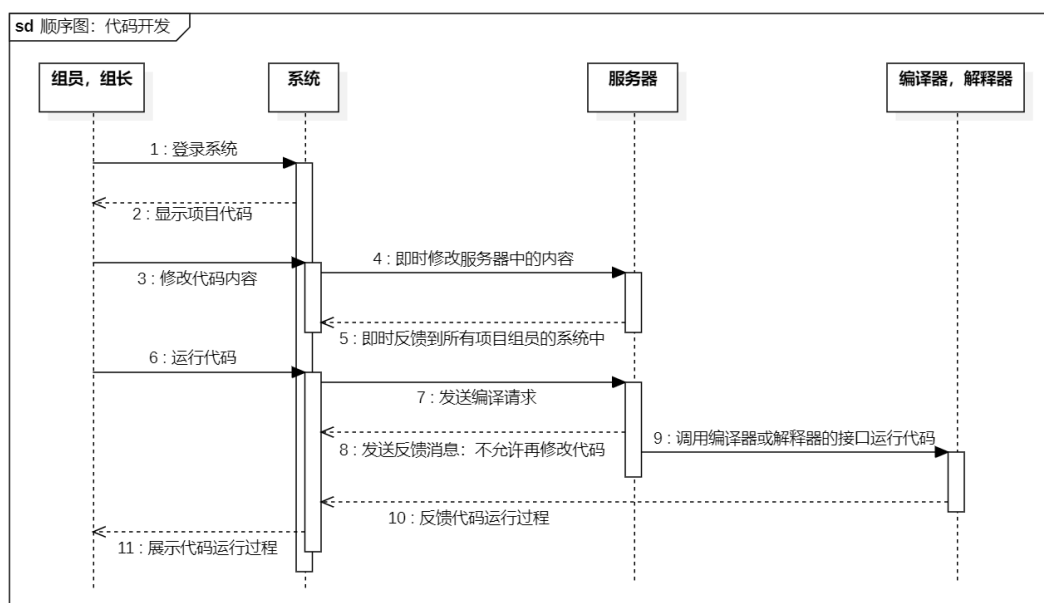 sd 顺序图：代码开发
组员，组长
系统
服务器
编译器，解释器
1 : 登录系统
2 : 显示项目代码
3 : 修改代码内容
4 : 即时修改服务器中的内容
5 : 即时反馈到所有项目组员的系统中
6 : 运行代码
7 : 发送编译请求
8 : 发送反馈消息：不允许再修改代码
9 : 调用编译器或解释器的接口运行代码
10 : 反馈代码运行过程
11 : 展示代码运行过程